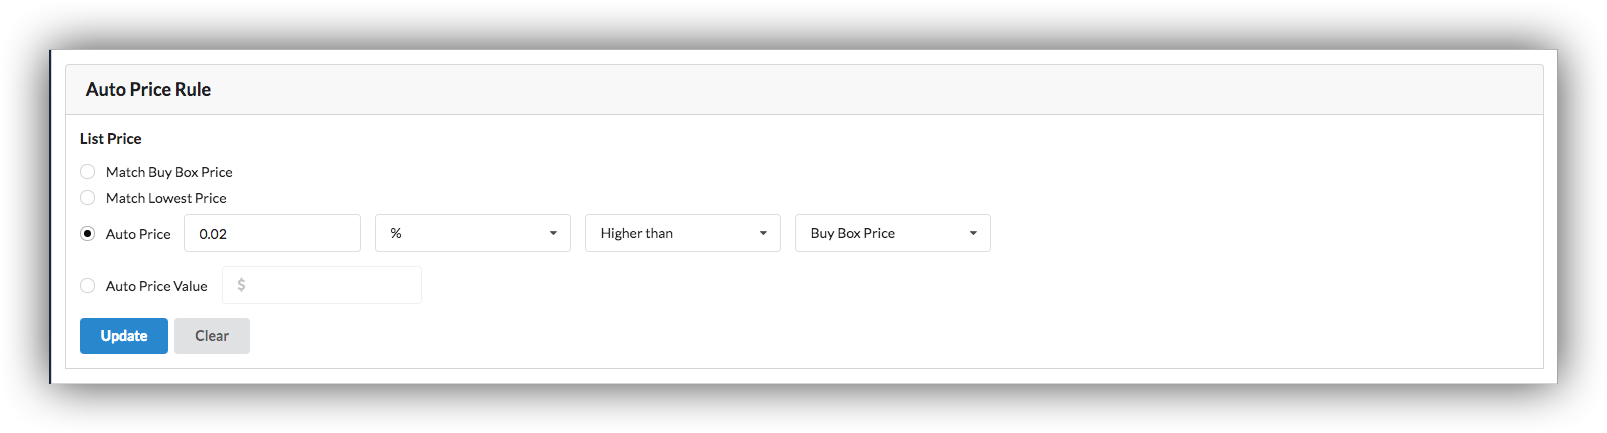 Auto Price Rule
List Price
Match Buy Box Price
Match Lowest Price
Auto Price 0.02 % Higher than Buy Box Price
Auto Price Value $
Update Clear